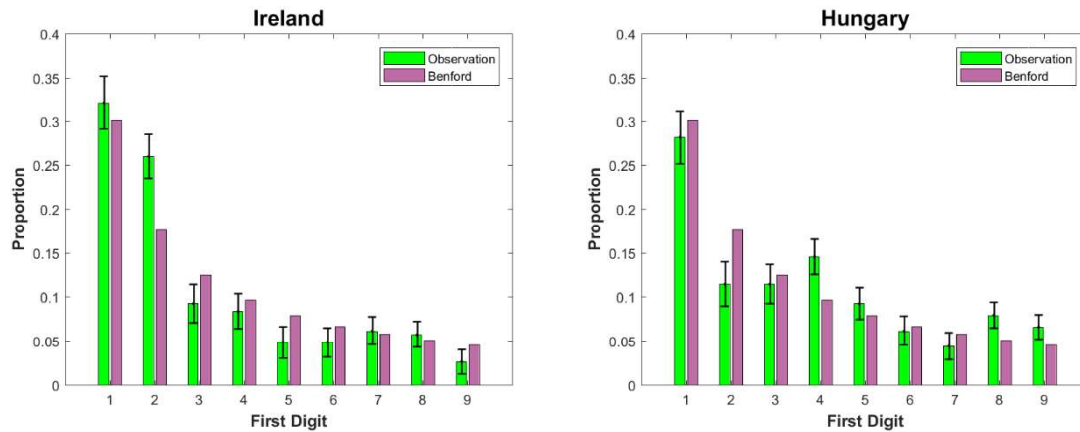 Ireland
0.4
0.35
0.3
0.25
0.2
0.15
0.1
0.05
0
Proportion
Observation
Benford
1 2 3 4 5 6 7 8 9
First Digit
Hungary
0.4
0.35
0.3
0.25
0.2
0.15
0.1
0.05
0
Proportion
Observation
Benford
1 2 3 4 5 6 7 8 9
First Digit